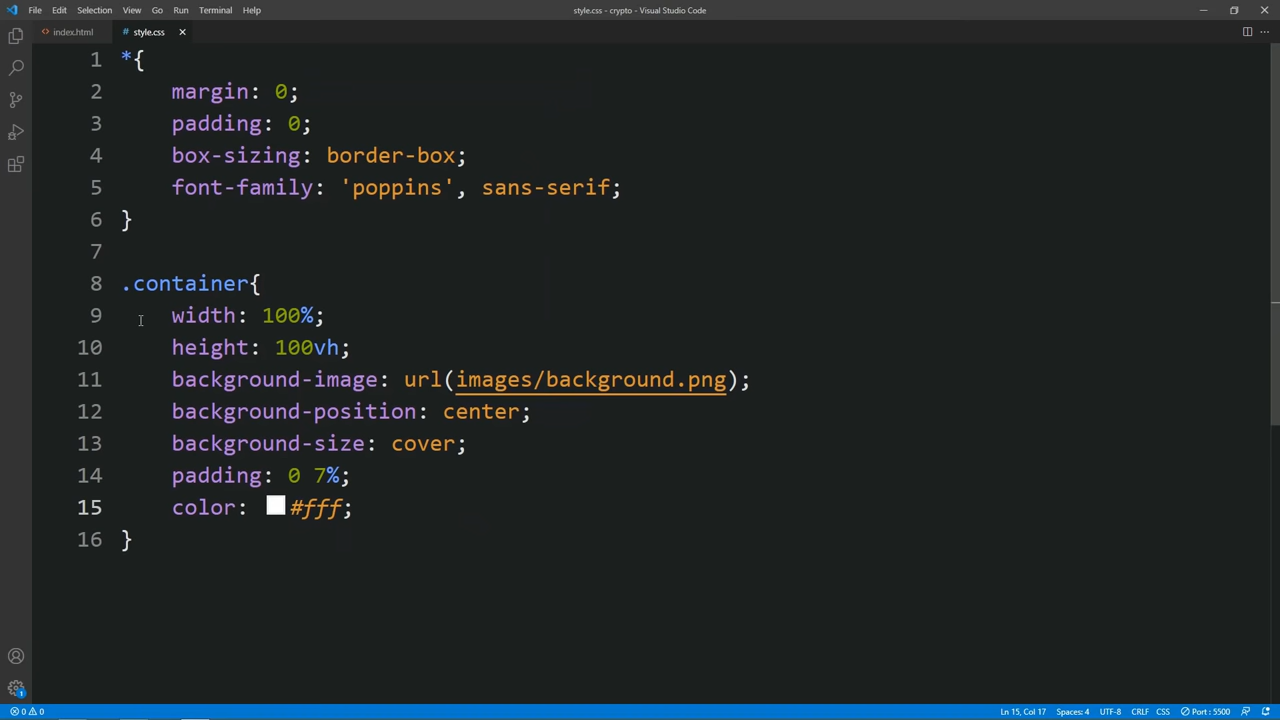 File Edit Selection View Go Run Terminal Help style.css - crypto - Visual Studio Code
index.html style.css
1 *{
2 margin: 0;
3 padding: 0;
4 box-sizing: border-box;
5 font-family: 'poppins', sans-serif;
6 }
7
8 .container{
9 width: 100%;
10 height: 100vh;
11 background-image: url(images/background.png);
12 background-position: center;
13 background-size: cover;
14 padding: 0 7%;
15 color: #fff;
16 }
1
0 0 Ln 15, Col 17 Spaces: 4 UTF-8 CRLF CSS Port : 5500